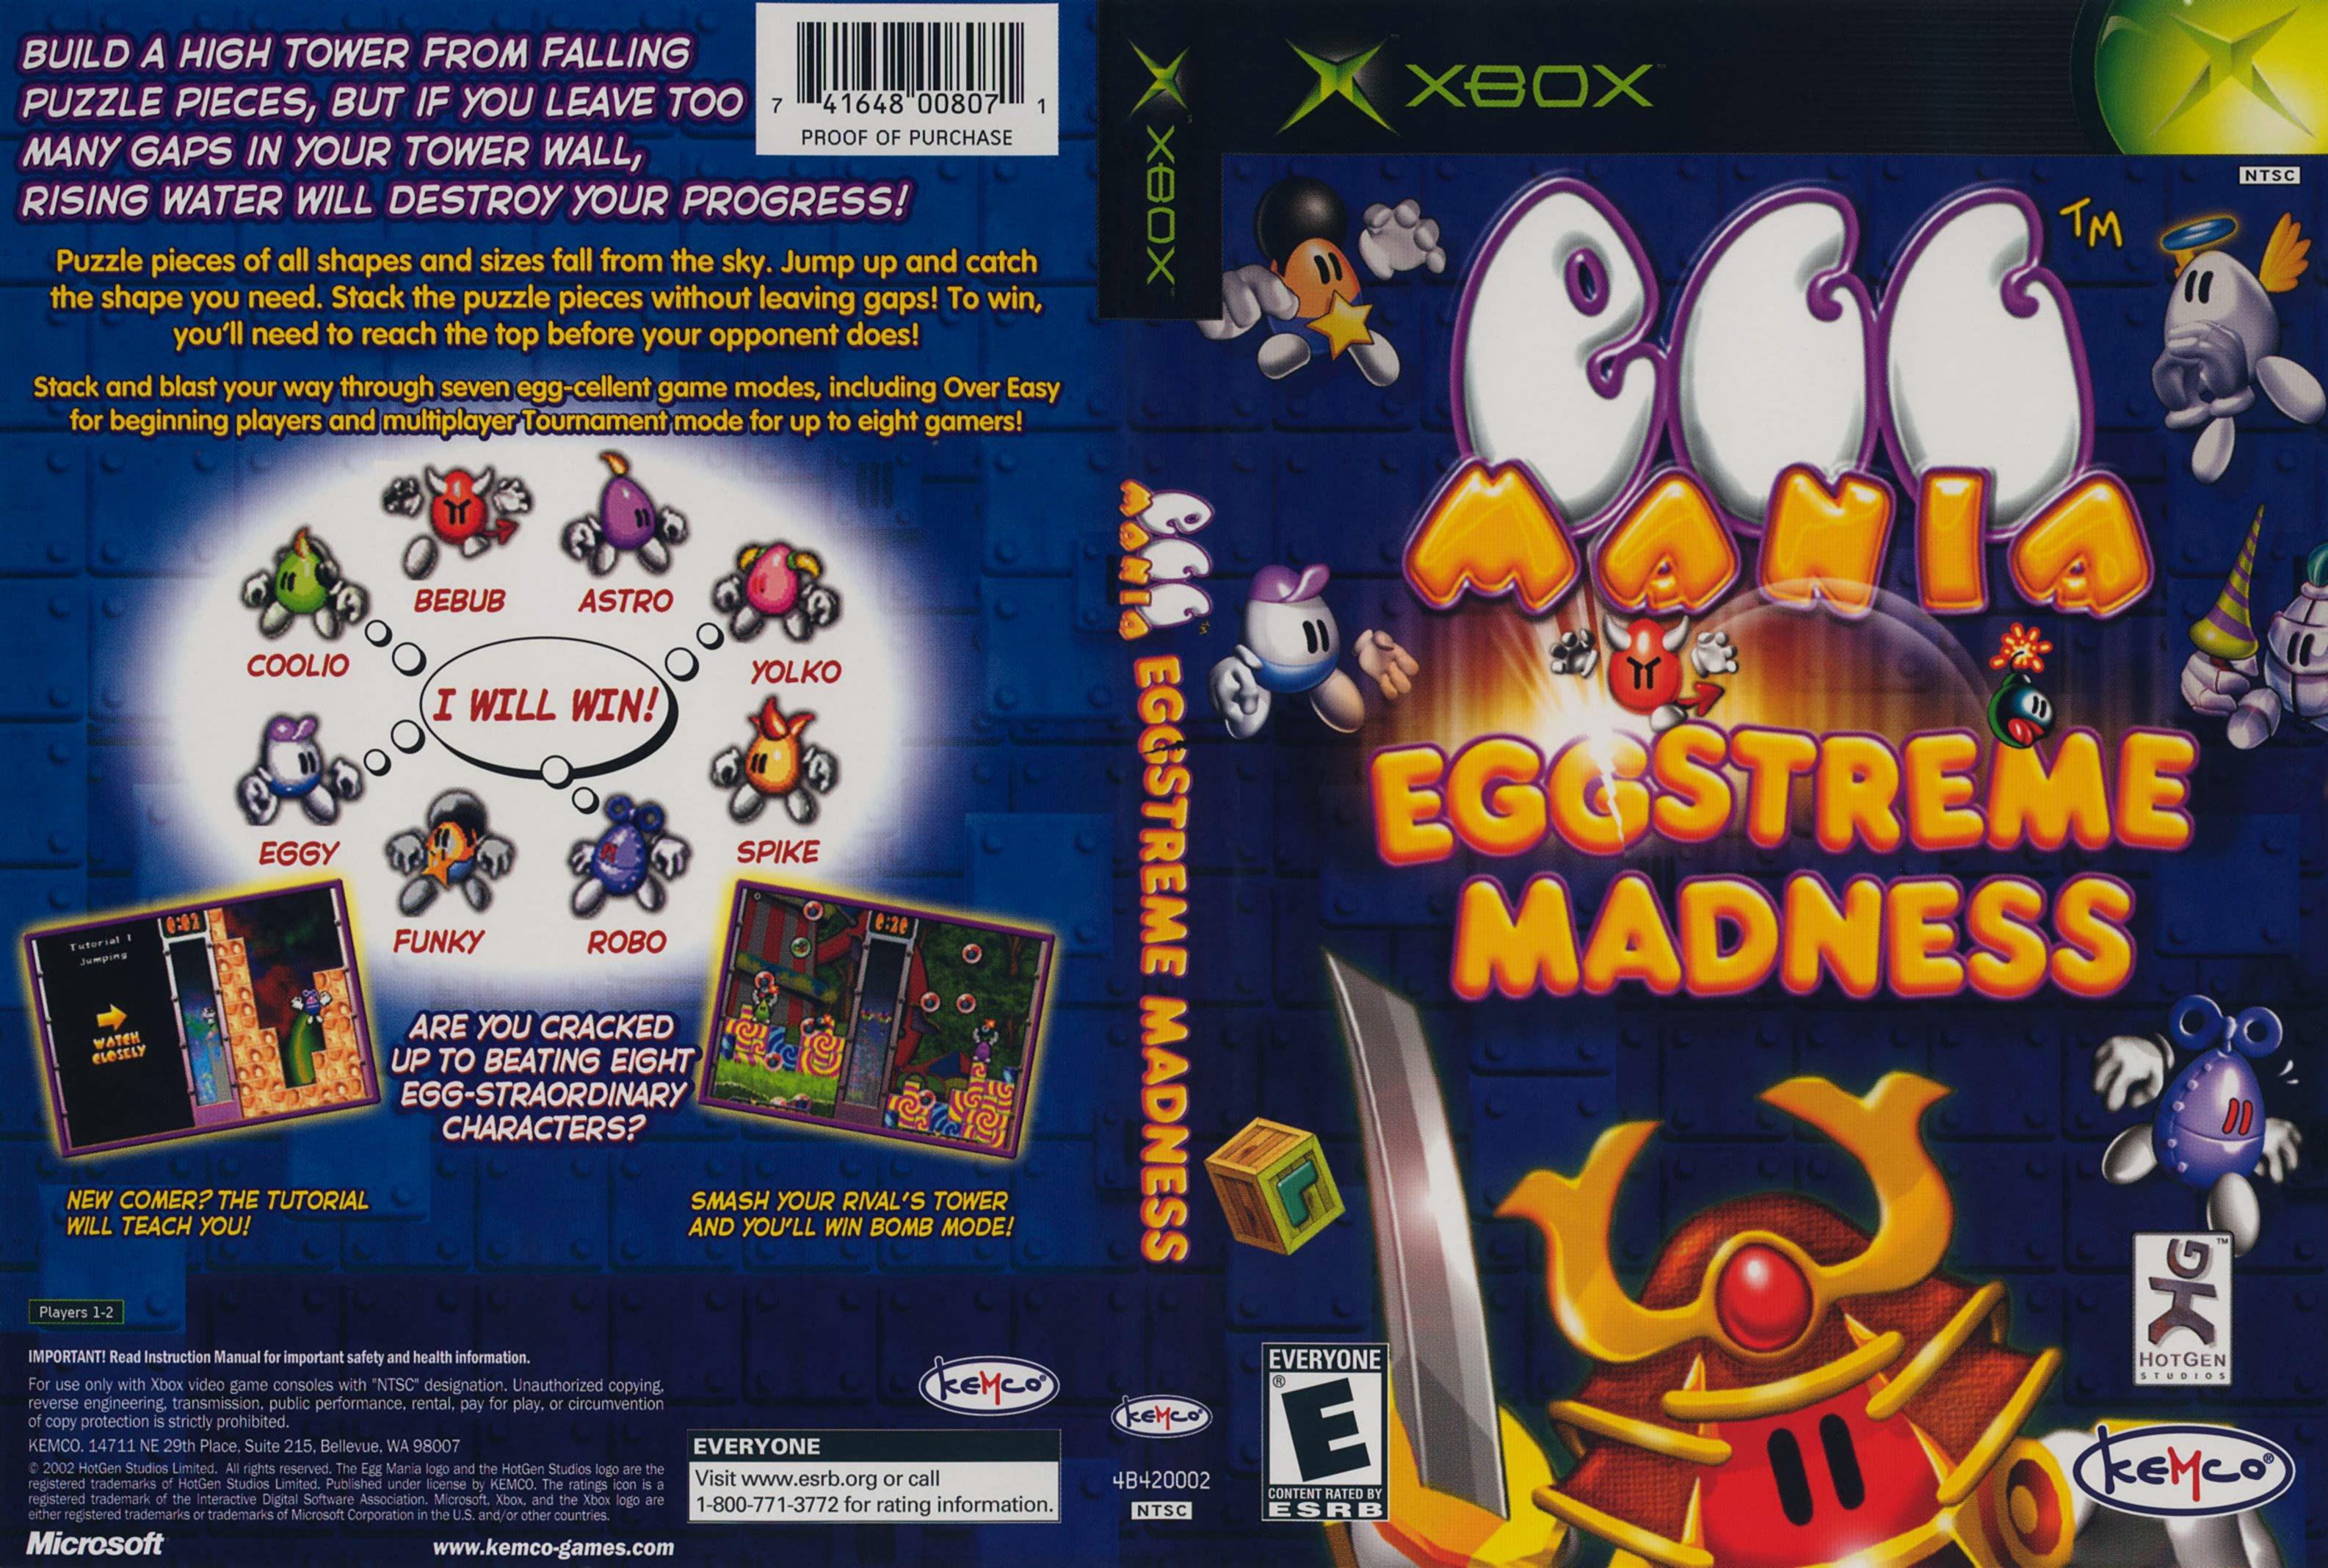 BUILD A HIGH TOWER FROM FALLING
PUZZLE PIECES, BUT IF YOU LEAVE TOO
MANY GAPS IN YOUR TOWER WALL,
RISING WATER WILL DESTROY YOUR PROGRESS!
7 41648 00807 1
PROOF OF PURCHASE
Puzzle pieces of all shapes and sizes fall from the sky. Jump up and catch
the shape you need. Stack the puzzle pieces without leaving gaps! To win,
you'll need to reach the top before your opponent does!
Stack and blast your way through seven egg-cellent game modes, including Over Easy
for beginning players and multiplayer Tournament mode for up to eight gamers!
BEBUB
ASTRO
COOLIO
YOLKO
I WILL WIN!
EGGY
SPIKE
FUNKY
ROBO
Tutorial 1
Jumping
0:02
WATCH
CLOSELY
0:20
ARE YOU CRACKED
UP TO BEATING EIGHT
EGG-STRAORDINARY
CHARACTERS?
NEW COMER? THE TUTORIAL
WILL TEACH YOU!
SMASH YOUR RIVAL'S TOWER
AND YOU'LL WIN BOMB MODE!
Players 1-2
IMPORTANT! Read Instruction Manual for important safety and health information.
For use only with Xbox video game consoles with "NTSC" designation. Unauthorized copying,
reverse engineering, transmission, public performance, rental, pay for play, or circumvention
of copy protection is strictly prohibited.
KEMCO. 14711 NE 29th Place, Suite 215, Bellevue, WA 98007
© 2002 HotGen Studios Limited. All rights reserved. The Egg Mania logo and the HotGen Studios logo are the
registered trademarks of HotGen Studios Limited. Published under license by KEMCO. The ratings icon is a
registered trademark of the Interactive Digital Software Association. Microsoft, Xbox, and the Xbox logo are
either registered trademarks or trademarks of Microsoft Corporation in the U.S. and/or other countries.
Microsoft
www.kemco-games.com
KEMCO®
EVERYONE
Visit www.esrb.org or call
1-800-771-3772 for rating information.
XBOX
EGG
MANIA
™
EGGSTREME MADNESS
KEMCO®
4B420002
NTSC
XBOX™
NTSC
EGG™
MANIA
EGGSTREME
MADNESS
HG™
HOTGEN
STUDIOS
EVERYONE
E®
CONTENT RATED BY
ESRB
KEMCO®